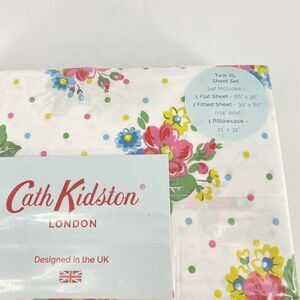 Twin XL
Sheet Set
Set Includes -
1 Flat Sheet - 66" x 96"
1 Fitted Sheet - 39" x 80"
(+14" Box)
1 Pillowcase -
21" x 32"
Cath Kidston®
LONDON
Designed in the UK